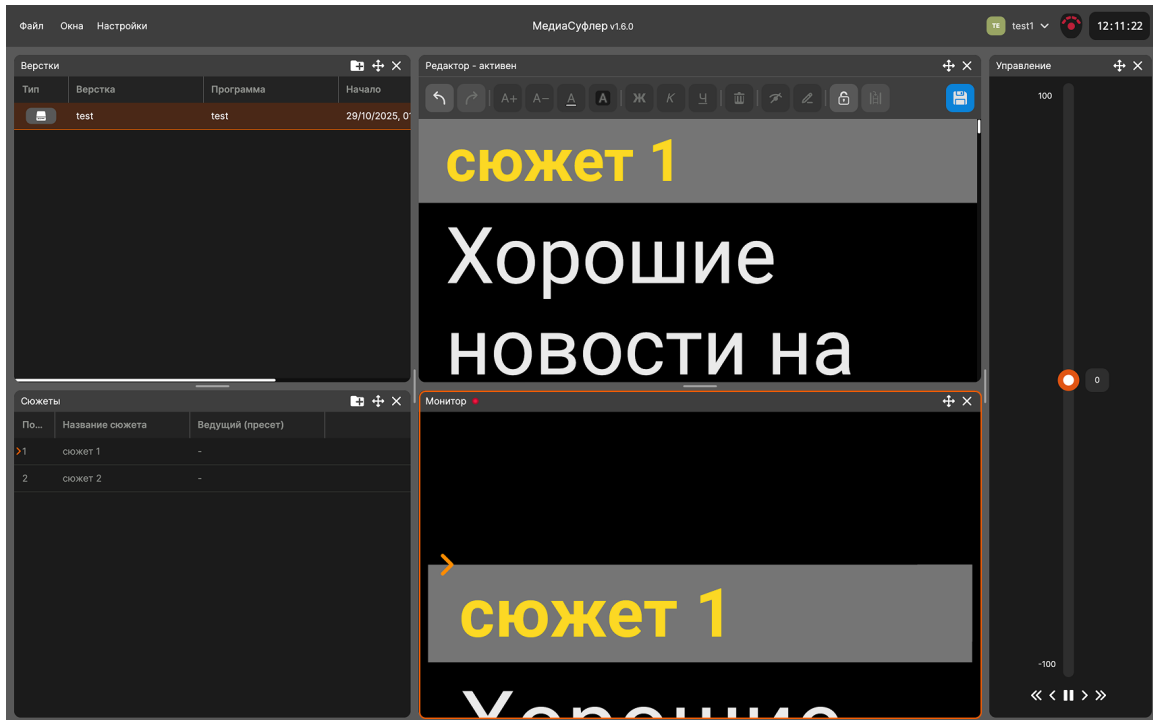 Файл Окна Настройки
МедиаСуфлер v1.6.0
TE test1
12:11:22
Верстки
Тип Верстка Программа Начало
test test 29/10/2025,
Сюжеты
По... Название сюжета Ведущий (пресет)
1 сюжет 1 -
2 сюжет 2 -
Редактор - активен
A+ A− A A Ж К Ч
сюжет 1
Хорошие
новости на
Монитор
сюжет 1
Хорошие
Управление
100
0
-100